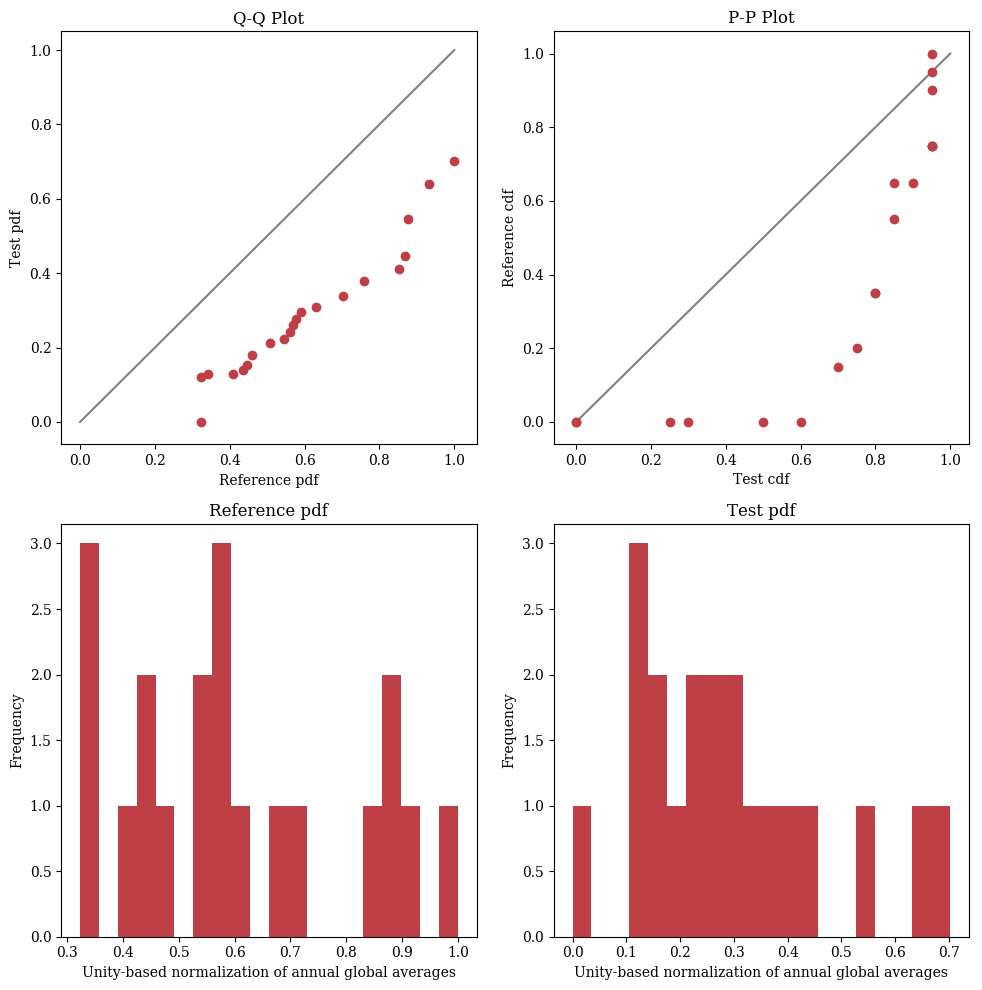 Q-Q Plot
1.0
0.8
0.6
0.4
0.2
0.0
Test pdf
0.0 0.2 0.4 0.6 0.8 1.0
Reference pdf
P-P Plot
1.0
0.8
0.6
0.4
0.2
0.0
Reference cdf
0.0 0.2 0.4 0.6 0.8 1.0
Test cdf
Reference pdf
3.0
2.5
2.0
1.5
1.0
0.5
0.0
Frequency
0.3 0.4 0.5 0.6 0.7 0.8 0.9 1.0
Unity-based normalization of annual global averages
Test pdf
3.0
2.5
2.0
1.5
1.0
0.5
0.0
Frequency
0.0 0.1 0.2 0.3 0.4 0.5 0.6 0.7
Unity-based normalization of annual global averages